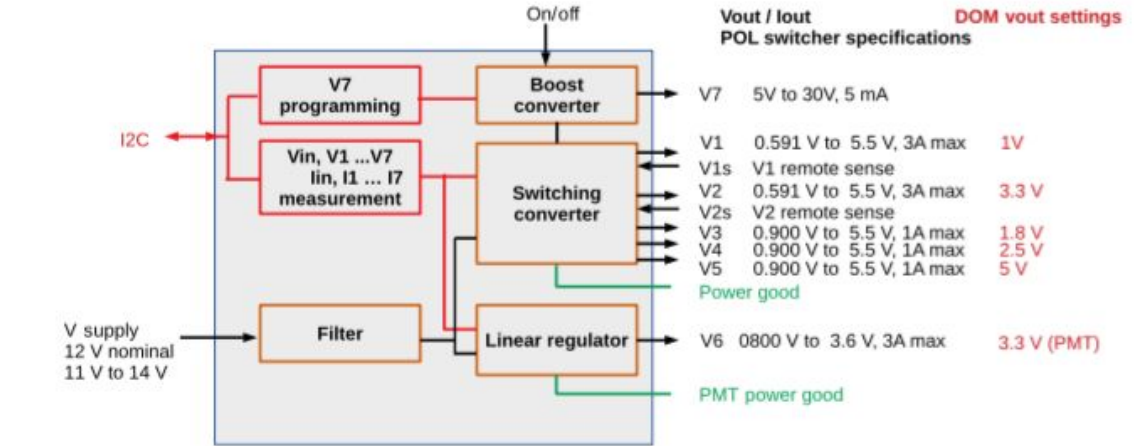 On/off
Vout / Iout
DOM vout settings
POL switcher specifications
V7
programming
Boost
converter
V7 5V to 30V, 5 mA
I2C
Vin, V1 ...V7
Iin, I1 ... I7
measurement
Switching
converter
V1 0.591 V to 5.5 V, 3A max 1V
V1s V1 remote sense
V2 0.591 V to 5.5 V, 3A max 3.3 V
V2s V2 remote sense
V3 0.900 V to 5.5 V, 1A max 1.8 V
V4 0.900 V to 5.5 V, 1A max 2.5 V
V5 0.900 V to 5.5 V, 1A max 5 V
Power good
V supply
12 V nominal
11 V to 14 V
Filter
Linear regulator
V6 0800 V to 3.6 V, 3A max 3.3 V (PMT)
PMT power good